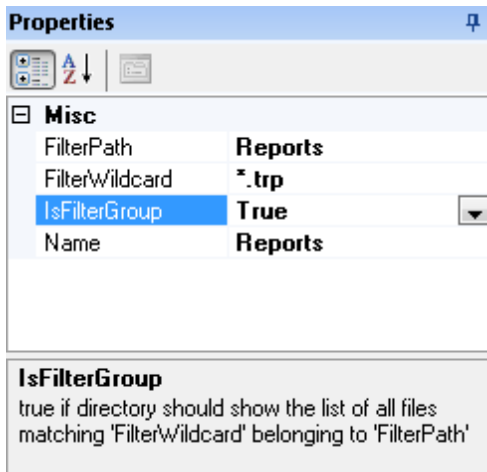 Properties
A
Z
Misc
FilterPath Reports
FilterWildcard *.trp
IsFilterGroup True
Name Reports
IsFilterGroup
true if directory should show the list of all files
matching 'FilterWildcard' belonging to 'FilterPath'